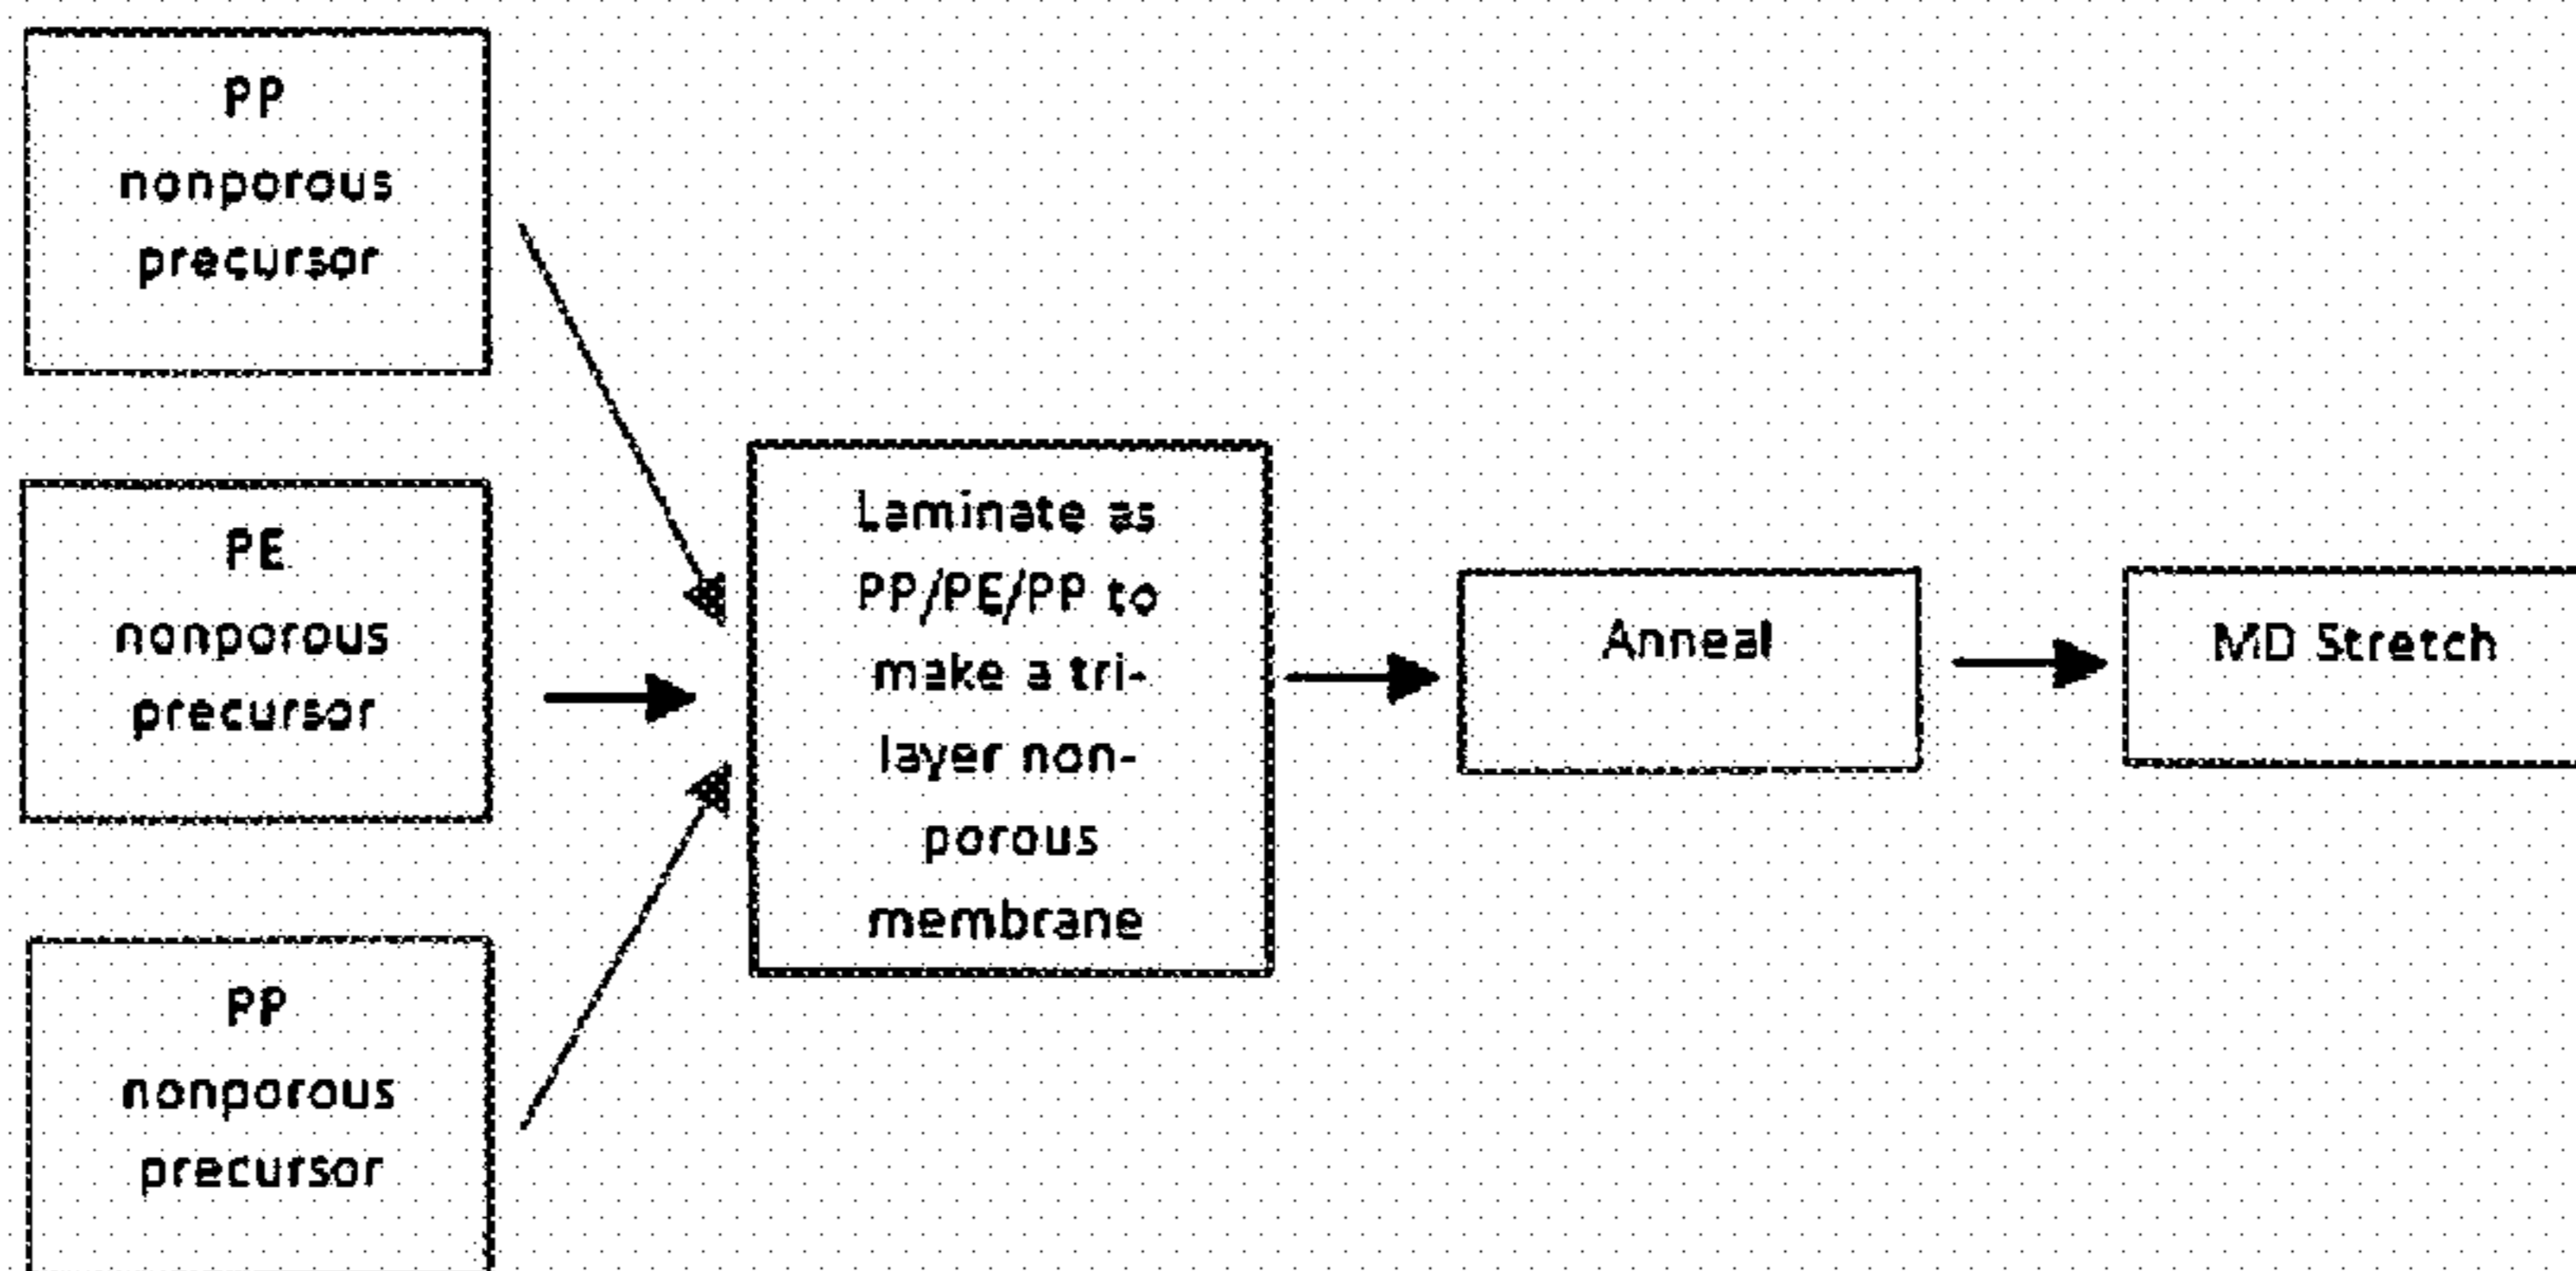 PP
nonporous
precursor
PE
nonporous
precursor
PP
nonporous
precursor
Laminate as
PP/PE/PP to
make a tri-
layer non-
porous
membrane
Anneal
MD Stretch